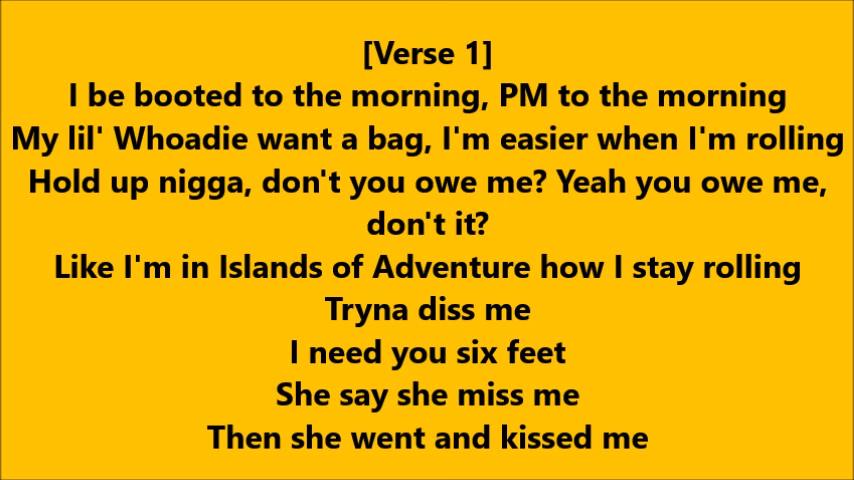 [Verse 1]
I be booted to the morning, PM to the morning
My lil' Whoadie want a bag, I'm easier when I'm rolling
Hold up nigga, don't you owe me? Yeah you owe me,
don't it?
Like I'm in Islands of Adventure how I stay rolling
Tryna diss me
I need you six feet
She say she miss me
Then she went and kissed me